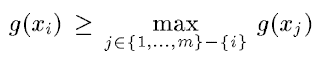 g(x_i) ≥ max_{j∈{1,...,m}−{i}} g(x_j)